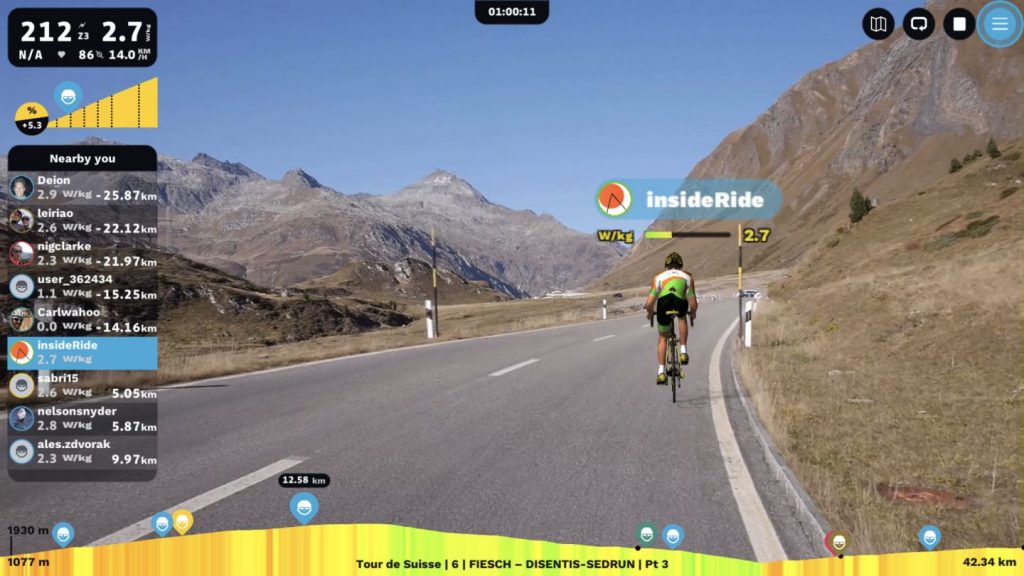 212 Z3 2.7 W/kg
N/A 86 14.0 KM/H
01:00:11
%
+5.3
Nearby you
Deion
2.9 W/kg -25.87km
leiriao
2.6 W/kg -22.12km
nigclarke
2.3 W/kg -21.97km
user_362434
1.1 W/kg -15.25km
Carlwahoo
0.0 W/kg -14.16km
insideRide
2.7 W/kg
sabri15
2.6 W/kg 5.05km
nelsonsnyder
2.8 W/kg 5.87km
ales.zdvorak
2.3 W/kg 9.97km
insideRide
W/kg 2.7
12.58 km
1930 m
1077 m
Tour de Suisse | 6 | FIESCH – DISENTIS-SEDRUN | Pt 3
42.34 km